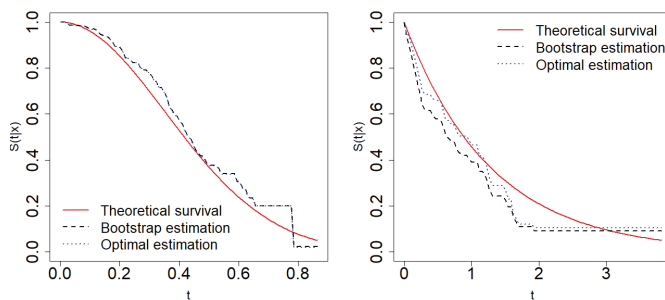 S(t|x)
1.0
0.8
0.6
0.4
0.2
0.0
Theoretical survival
Bootstrap estimation
Optimal estimation
0.0 0.2 0.4 0.6 0.8
t
S(t|x)
1.0
0.8
0.6
0.4
0.2
0.0
Theoretical survival
Bootstrap estimation
Optimal estimation
0 1 2 3
t